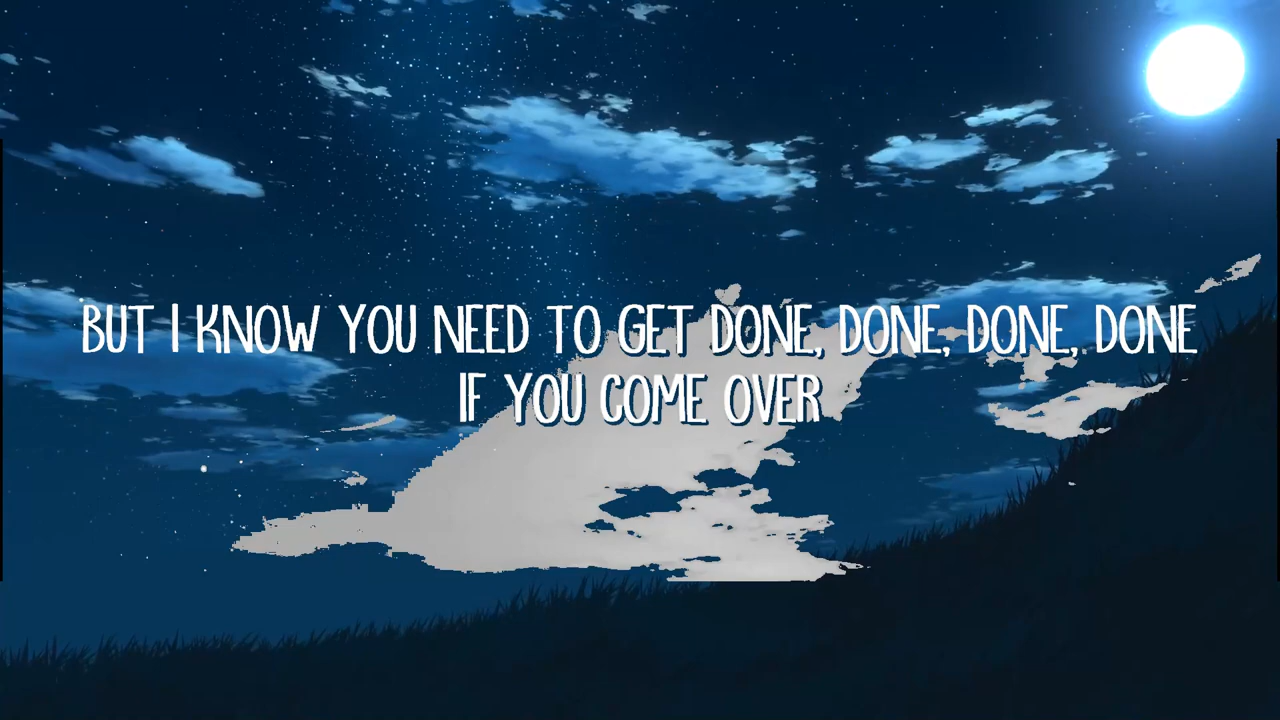 BUT I KNOW YOU NEED TO GET DONE, DONE, DONE, DONE
IF YOU COME OVER